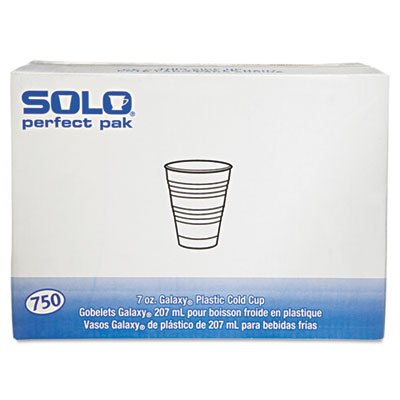 SOLO®
perfect pak
750
7 oz. Galaxy® Plastic Cold Cup
Gobelets Galaxy® 207 mL pour boisson froide en plastique
Vasos Galaxy® de plástico de 207 mL para bebidas frías